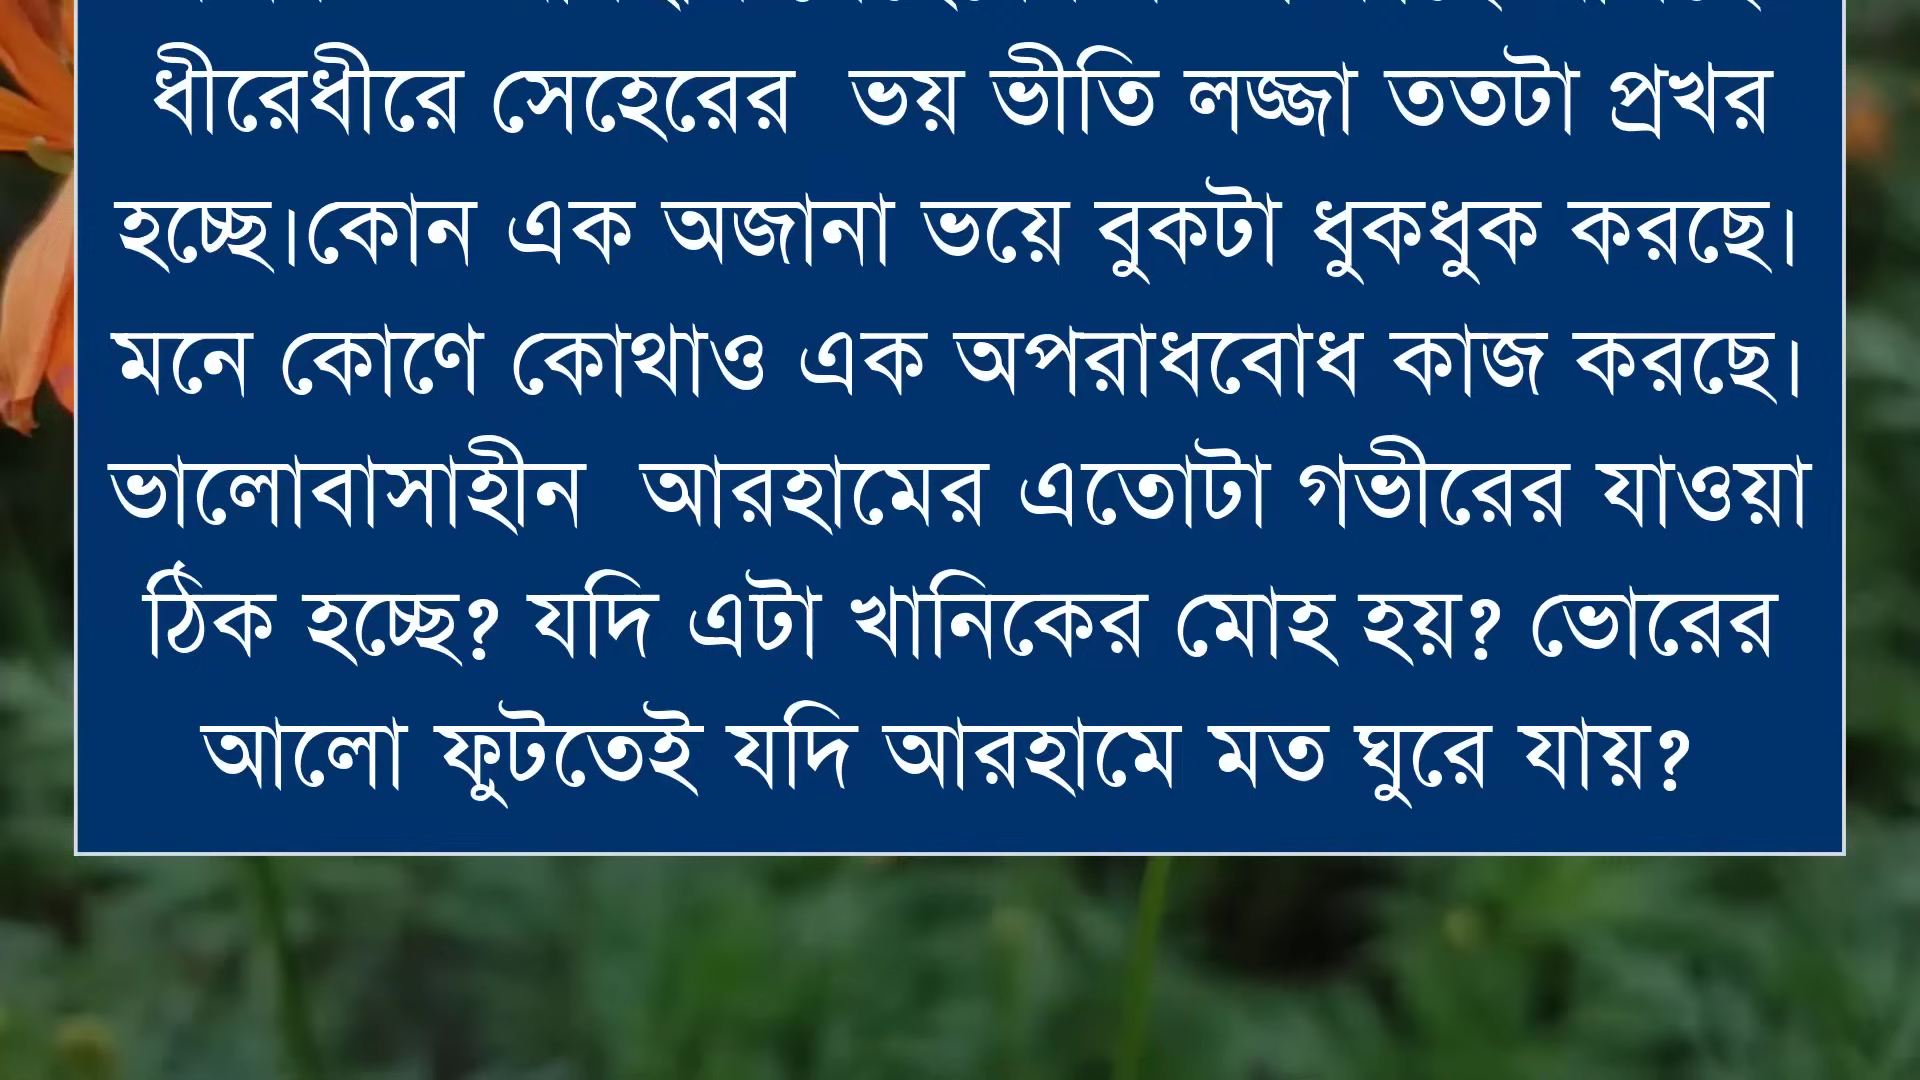 ধীরেধীরে সেহেরের  ভয় ভীতি লজ্জা ততটা প্রখর
হচ্ছে।কোন এক অজানা ভয়ে বুকটা ধুকধুক করছে।
মনে কোণে কোথাও এক অপরাধবোধ কাজ করছে।
ভালোবাসাহীন  আরহামের এতোটা গভীরের যাওয়া
ঠিক হচ্ছে? যদি এটা খানিকের মোহ হয়? ভোরের
আলো ফুটতেই যদি আরহামে মত ঘুরে যায়?